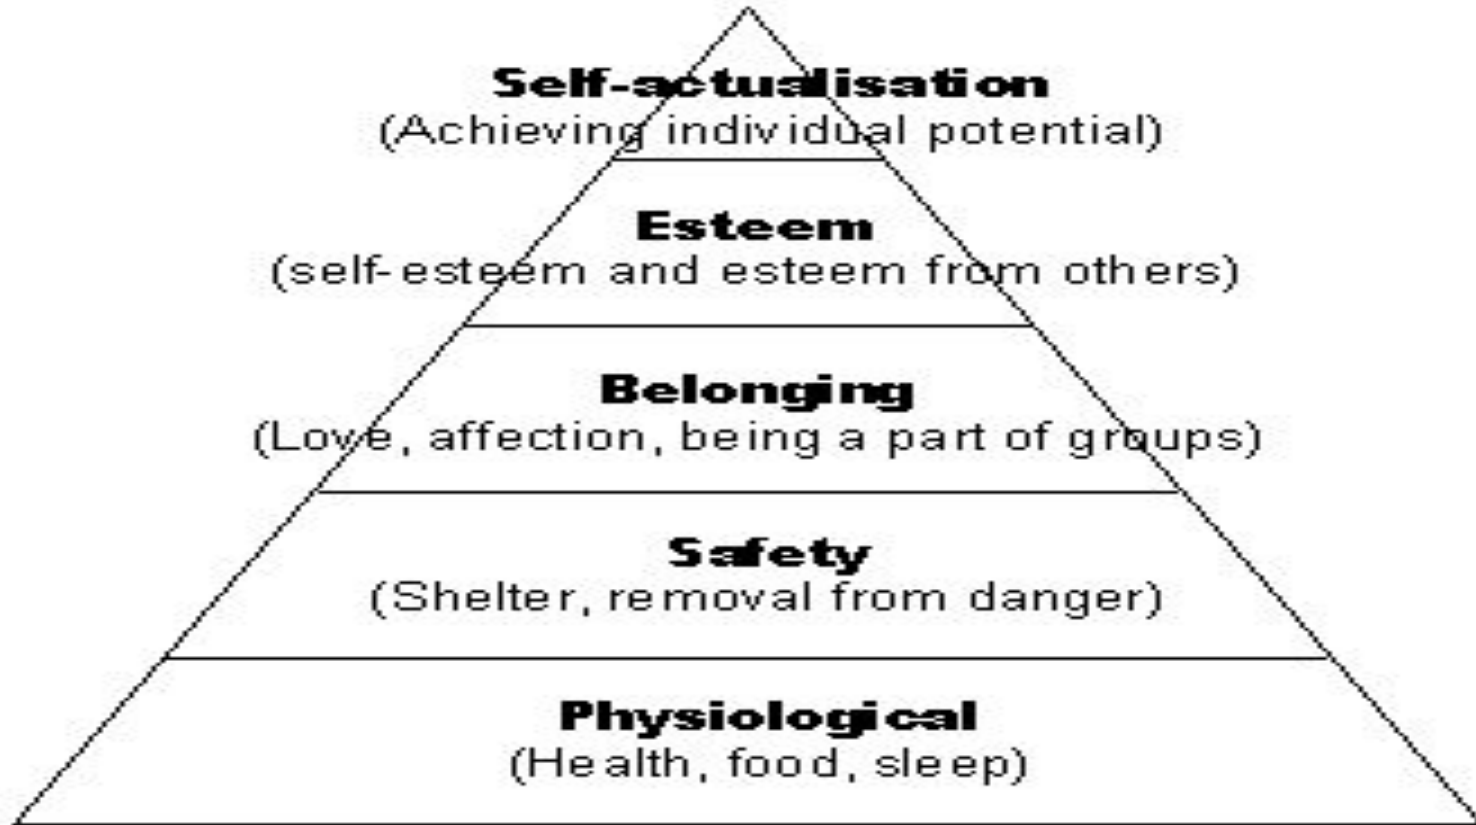 Self-actualisation
(Achieving individual potential)
Esteem
(self-esteem and esteem from others)
Belonging
(Love, affection, being a part of groups)
Safety
(Shelter, removal from danger)
Physiological
(Health, food, sleep)